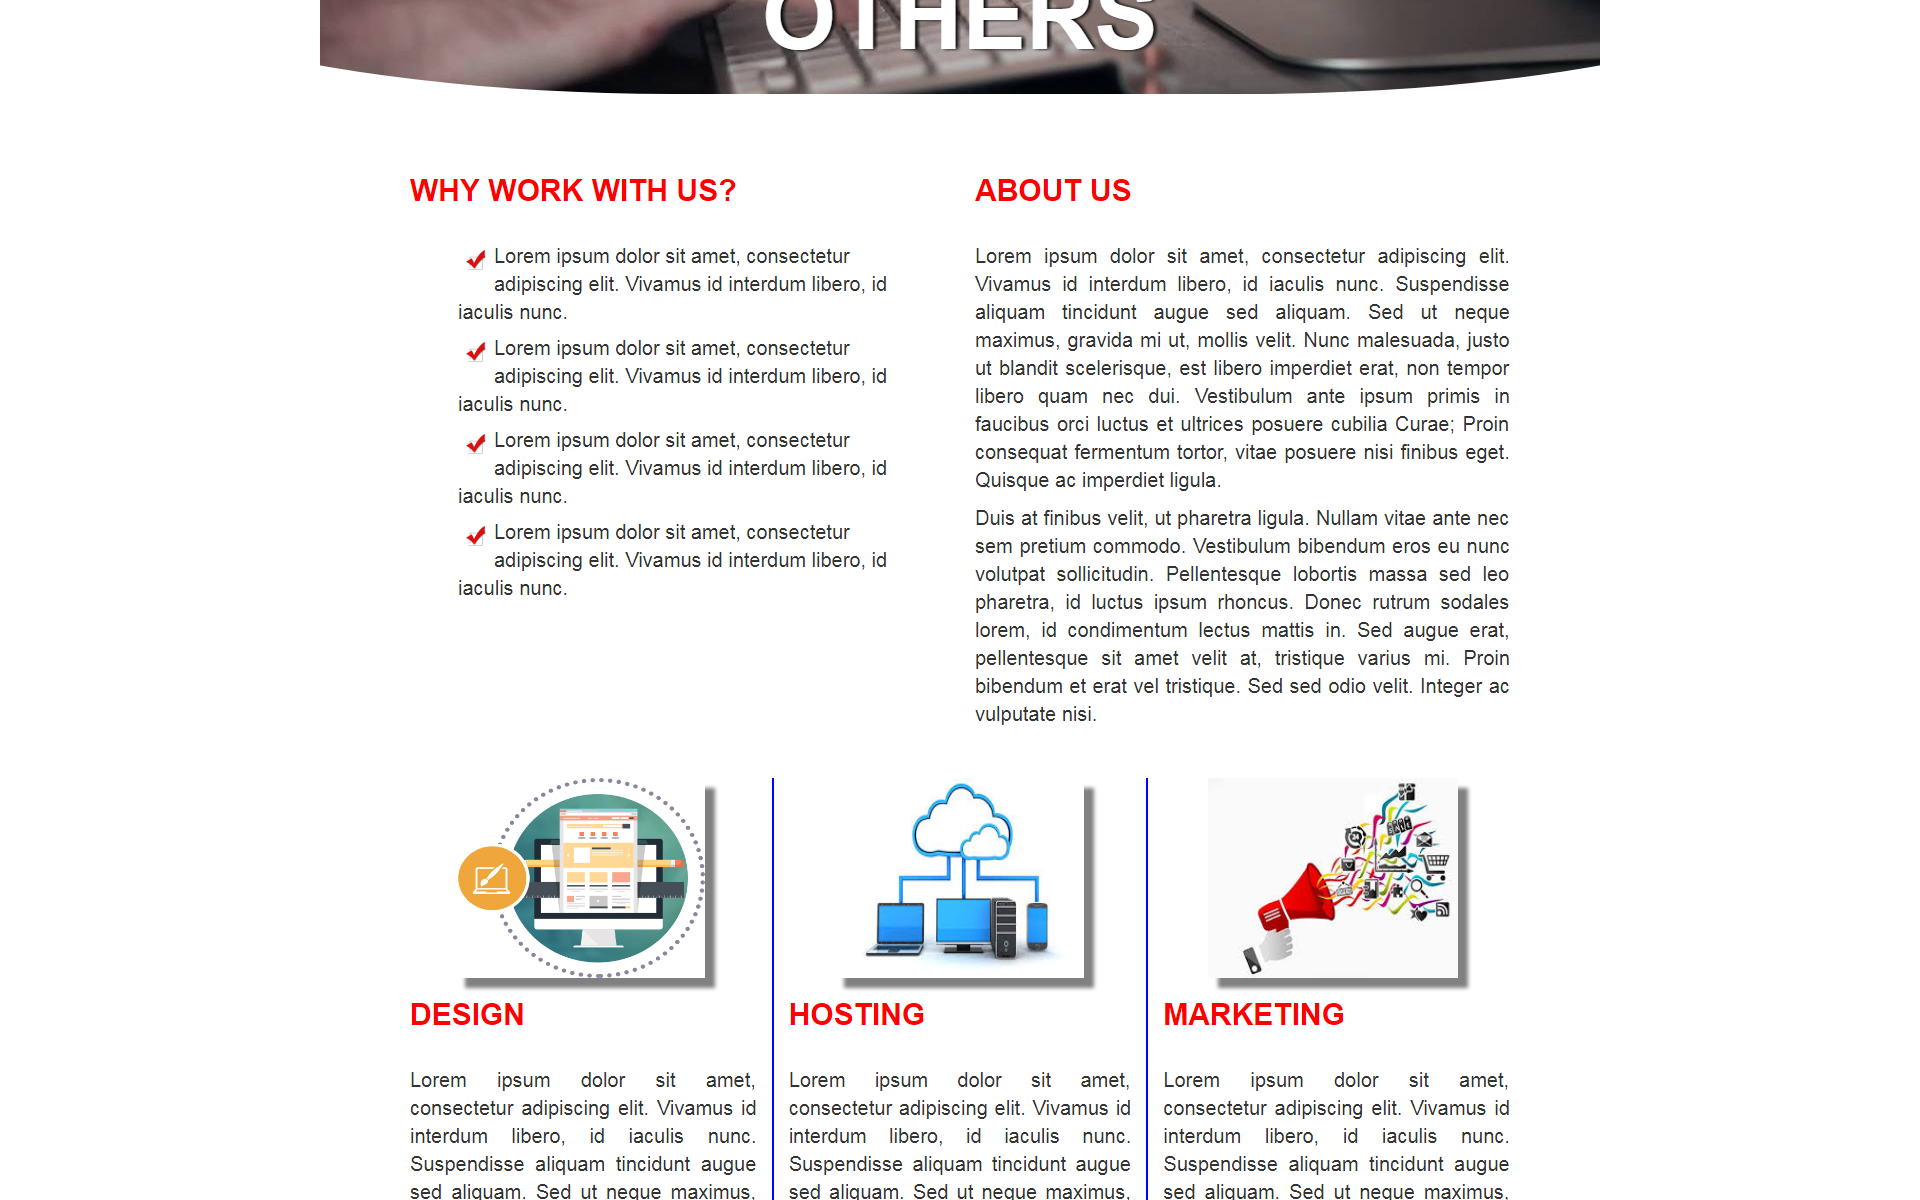 OTHERS
WHY WORK WITH US?
Lorem ipsum dolor sit amet, consectetur
adipiscing elit. Vivamus id interdum libero, id
iaculis nunc.
Lorem ipsum dolor sit amet, consectetur
adipiscing elit. Vivamus id interdum libero, id
iaculis nunc.
Lorem ipsum dolor sit amet, consectetur
adipiscing elit. Vivamus id interdum libero, id
iaculis nunc.
Lorem ipsum dolor sit amet, consectetur
adipiscing elit. Vivamus id interdum libero, id
iaculis nunc.
ABOUT US
Lorem ipsum dolor sit amet, consectetur adipiscing elit.
Vivamus id interdum libero, id iaculis nunc. Suspendisse
aliquam tincidunt augue sed aliquam. Sed ut neque
maximus, gravida mi ut, mollis velit. Nunc malesuada, justo
ut blandit scelerisque, est libero imperdiet erat, non tempor
libero quam nec dui. Vestibulum ante ipsum primis in
faucibus orci luctus et ultrices posuere cubilia Curae; Proin
consequat fermentum tortor, vitae posuere nisi finibus eget.
Quisque ac imperdiet ligula.
Duis at finibus velit, ut pharetra ligula. Nullam vitae ante nec
sem pretium commodo. Vestibulum bibendum eros eu nunc
volutpat sollicitudin. Pellentesque lobortis massa sed leo
pharetra, id luctus ipsum rhoncus. Donec rutrum sodales
lorem, id condimentum lectus mattis in. Sed augue erat,
pellentesque sit amet velit at, tristique varius mi. Proin
bibendum et erat vel tristique. Sed sed odio velit. Integer ac
vulputate nisi.
DESIGN
Lorem ipsum dolor sit amet,
consectetur adipiscing elit. Vivamus id
interdum libero, id iaculis nunc.
Suspendisse aliquam tincidunt augue
sed aliquam. Sed ut neque maximus,
HOSTING
Lorem ipsum dolor sit amet,
consectetur adipiscing elit. Vivamus id
interdum libero, id iaculis nunc.
Suspendisse aliquam tincidunt augue
sed aliquam. Sed ut neque maximus,
MARKETING
Lorem ipsum dolor sit amet,
consectetur adipiscing elit. Vivamus id
interdum libero, id iaculis nunc.
Suspendisse aliquam tincidunt augue
sed aliquam. Sed ut neque maximus,